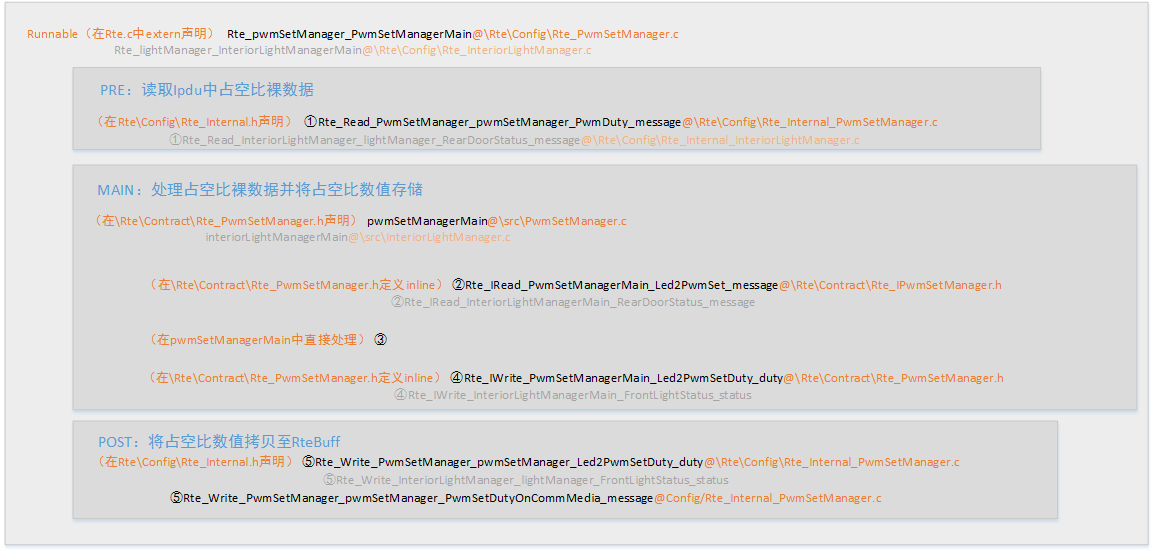 Runnable（在Rte.c中extern声明） Rte_pwmSetManager_PwmSetManagerMain@\Rte\Config\Rte_PwmSetManager.c
Rte_lightManager_InteriorLightManagerMain@\Rte\Config\Rte_InteriorLightManager.c
PRE：读取Ipdu中占空比裸数据
（在Rte\Config\Rte_Internal.h声明） ①Rte_Read_PwmSetManager_pwmSetManager_PwmDuty_message@\Rte\Config\Rte_Internal_PwmSetManager.c
①Rte_Read_InteriorLightManager_lightManager_RearDoorStatus_message@\Rte\Config\Rte_Internal_InteriorLightManager.c
MAIN：处理占空比裸数据并将占空比数值存储
（在\Rte\Contract\Rte_PwmSetManager.h声明） pwmSetManagerMain@\src\PwmSetManager.c
interiorLightManagerMain@\src\InteriorLightManager.c
（在\Rte\Contract\Rte_PwmSetManager.h定义inline） ②Rte_IRead_PwmSetManagerMain_Led2PwmSet_message@\Rte\Contract\Rte_IPwmSetManager.h
②Rte_IRead_InteriorLightManagerMain_RearDoorStatus_message
（在pwmSetManagerMain中直接处理） ③
（在\Rte\Contract\Rte_PwmSetManager.h定义inline） ④Rte_IWrite_PwmSetManagerMain_Led2PwmSetDuty_duty@\Rte\Contract\Rte_PwmSetManager.h
④Rte_IWrite_InteriorLightManagerMain_FrontLightStatus_status
POST：将占空比数值拷贝至RteBuff
（在Rte\Config\Rte_Internal.h声明） ⑤Rte_Write_PwmSetManager_pwmSetManager_Led2PwmSetDuty_duty@\Rte\Config\Rte_Internal_PwmSetManager.c
⑤Rte_Write_InteriorLightManager_lightManager_FrontLightStatus_status
⑤Rte_Write_PwmSetManager_pwmSetManager_PwmSetDutyOnCommMedia_message@Config/Rte_Internal_PwmSetManager.c